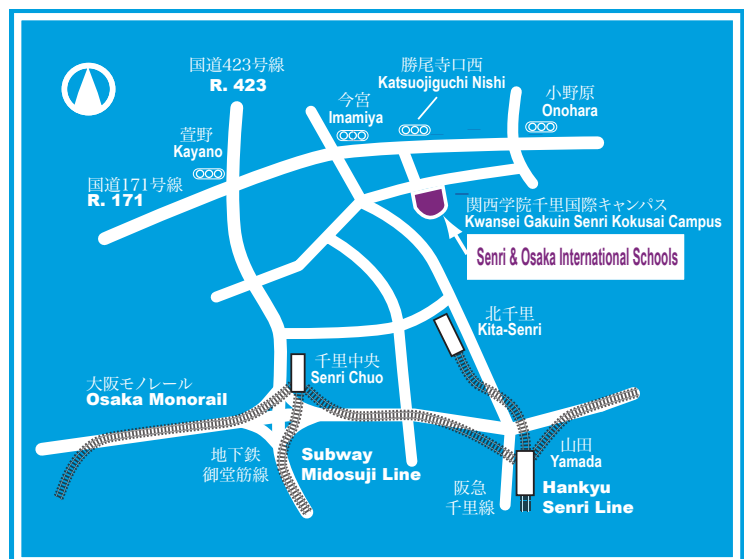 国道423号線
R. 423
勝尾寺口西
Katsuojiguchi Nishi
今宮
Imamiya
小野原
Onohara
萱野
Kayano
国道171号線
R. 171
関西学院千里国際キャンパス
Kwansei Gakuin Senri Kokusai Campus
Senri & Osaka International Schools
北千里
Kita-Senri
千里中央
Senri Chuo
大阪モノレール
Osaka Monorail
地下鉄
御堂筋線
Subway
Midosuji Line
山田
Yamada
阪急
千里線
Hankyu
Senri Line